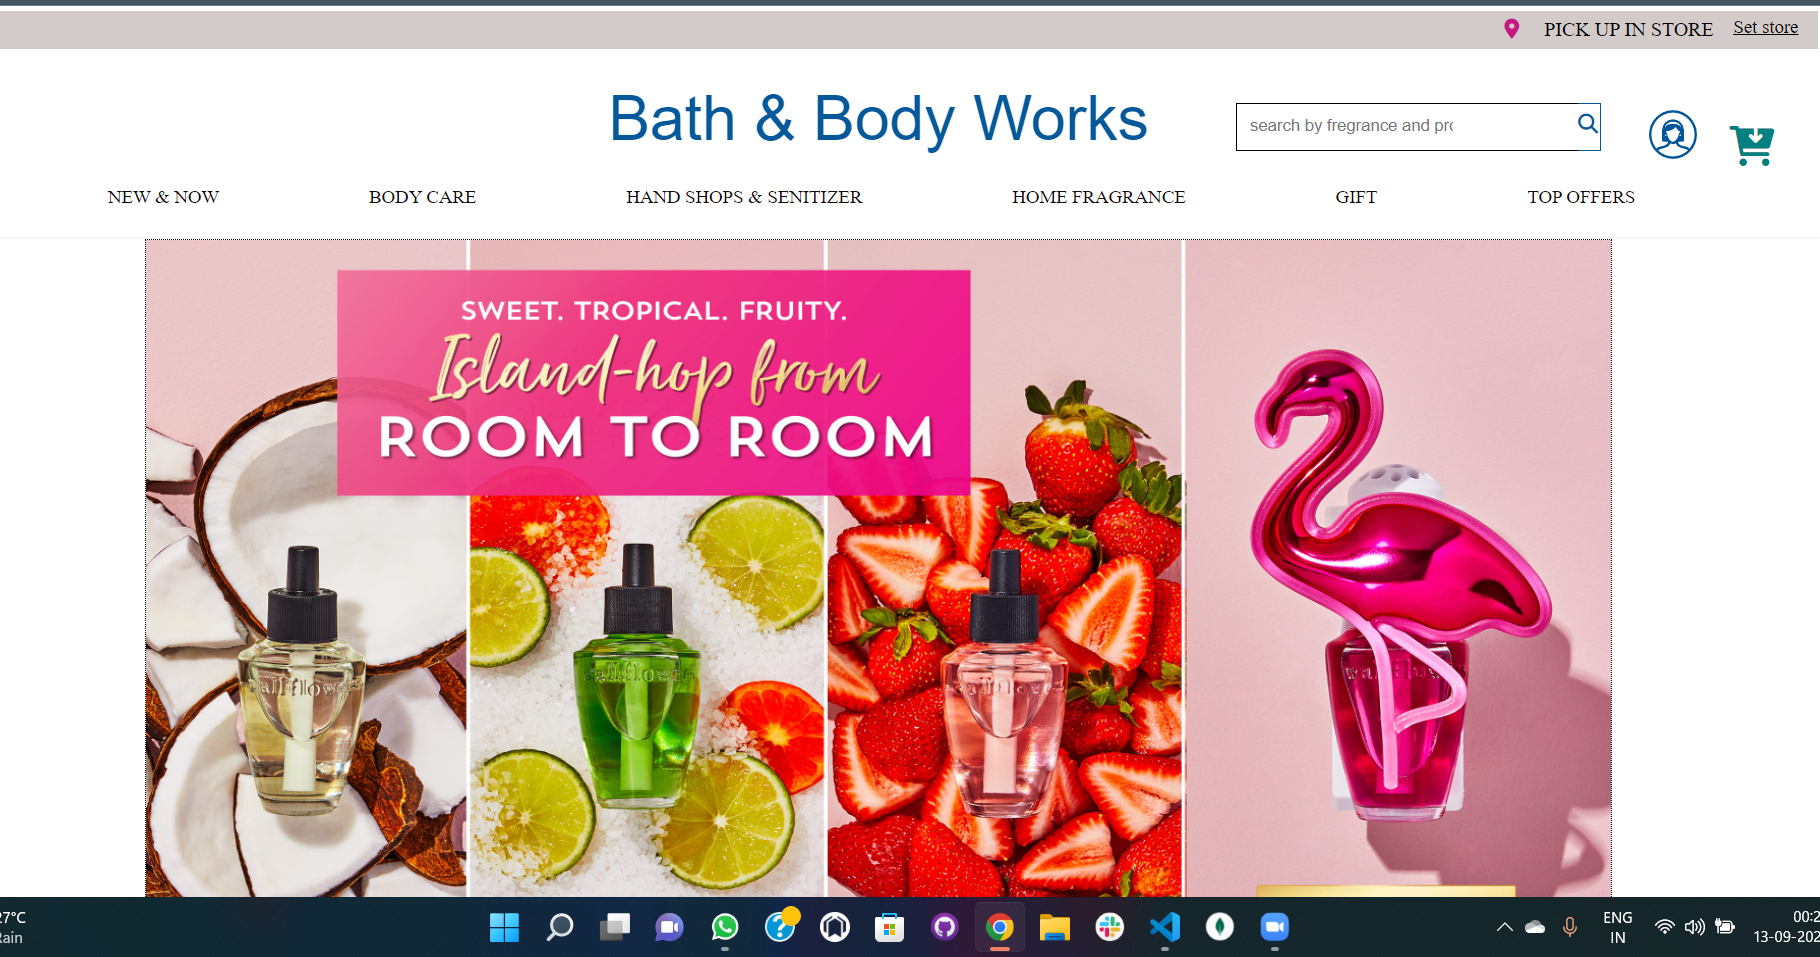 PICK UP IN STORE Set store
Bath & Body Works
search by fregrance and pro
NEW & NOW BODY CARE HAND SHOPS & SENITIZER HOME FRAGRANCE GIFT TOP OFFERS
SWEET. TROPICAL. FRUITY.
Island-hop from
ROOM TO ROOM
wallflowers wallflowers wallflowers
27°C
Rain
ENG
IN
00:2
13-09-202